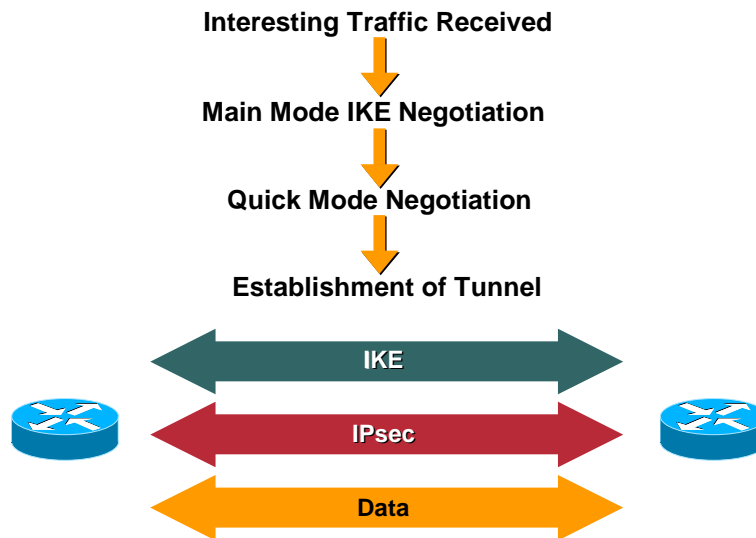 Interesting Traffic Received
Main Mode IKE Negotiation
Quick Mode Negotiation
Establishment of Tunnel
IKE
IPsec
Data